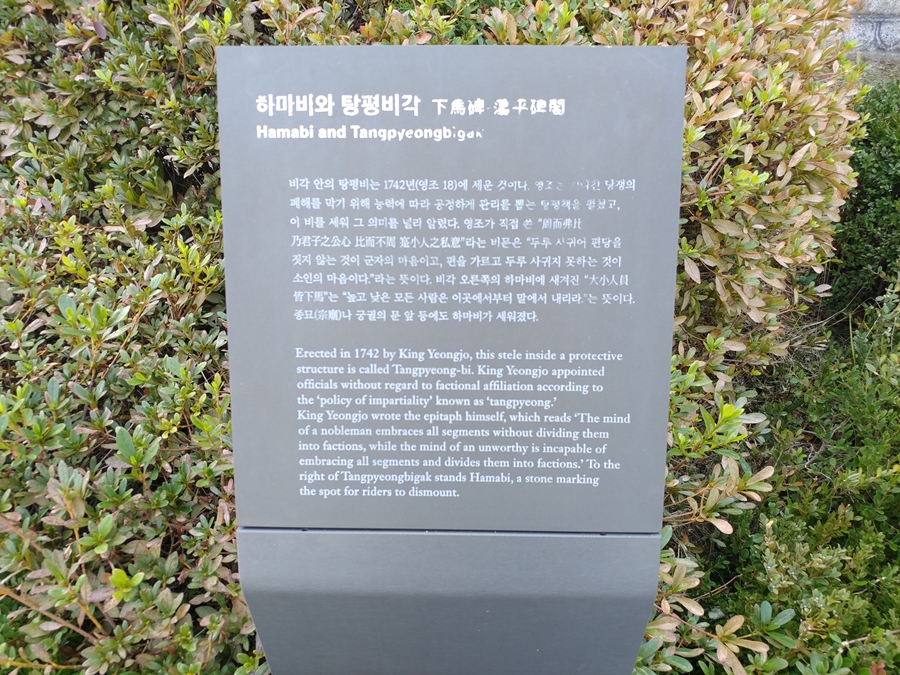 하마비와 탕평비각 下馬碑 蕩平碑閣
Hamabi and Tangpyeongbigak
비각 안의 탕평비는 1742년(영조 18)에 세운 것이다. 영조는 지나친 당쟁의
폐해를 막기 위해 능력에 따라 공정하게 관리를 뽑는 탕평책을 펼쳤고,
이 비를 세워 그 의미를 널리 알렸다. 영조가 직접 쓴 “周而弗比
乃君子之公心 比而不周 寔小人之私意”라는 비문은 “두루 사귀어 편당을
짓지 않는 것이 군자의 마음이고, 편을 가르고 두루 사귀지 못하는 것이
소인의 마음이다.”라는 뜻이다. 비각 오른쪽의 하마비에 새겨진 “大小人員
皆下馬”는 “높고 낮은 모든 사람은 이곳에서부터 말에서 내리라.”는 뜻이다.
종묘(宗廟)나 궁궐의 문 앞 등에도 하마비가 세워졌다.
Erected in 1742 by King Yeongjo, this stele inside a protective
structure is called Tangpyeong-bi. King Yeongjo appointed
officials without regard to factional affiliation according to
the ‘policy of impartiality’ known as ‘tangpyeong.’
King Yeongjo wrote the epitaph himself, which reads ‘The mind
of a nobleman embraces all segments without dividing them
into factions, while the mind of an unworthy is incapable of
embracing all segments and divides them into factions.’ To the
right of Tangpyeongbigak stands Hamabi, a stone marking
the spot for riders to dismount.